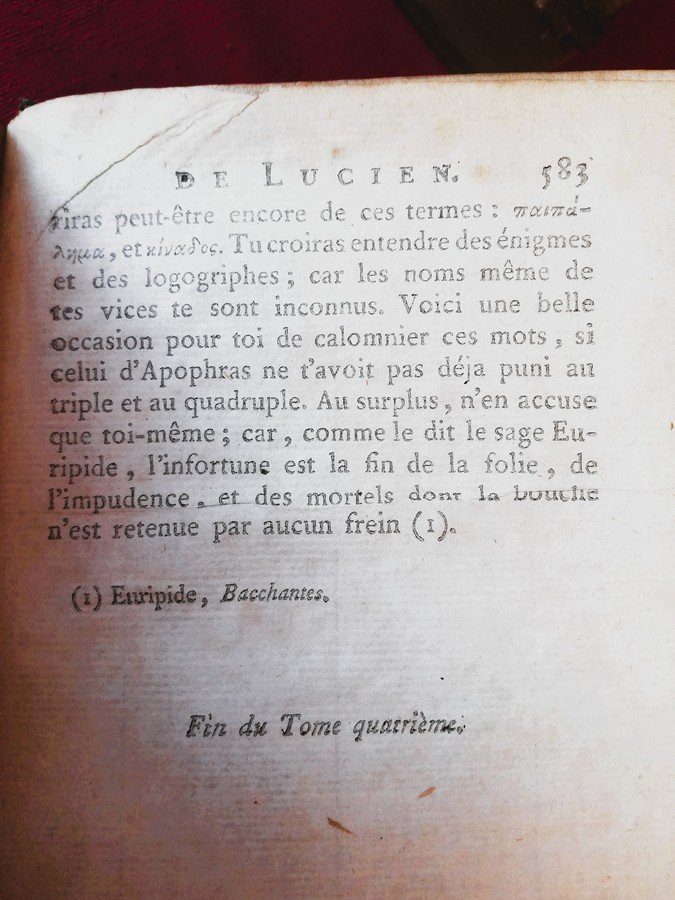 DE LUCIEN. 583
riras peut-être encore de ces termes : παιπά-
λημα, et κίναδος. Tu croiras entendre des énigmes
et des logogriphes ; car les noms même de
tes vices te sont inconnus. Voici une belle
occasion pour toi de calomnier ces mots, si
celui d'Apophras ne t'avoit pas déja puni au
triple et au quadruple. Au surplus, n'en accuse
que toi-même ; car, comme le dit le sage Eu-
ripide, l'infortune est la fin de la folie, de
l'impudence, et des mortels dont la bouche
n'est retenue par aucun frein (1).
(1) Euripide, Bacchantes.
Fin du Tome quatrième.